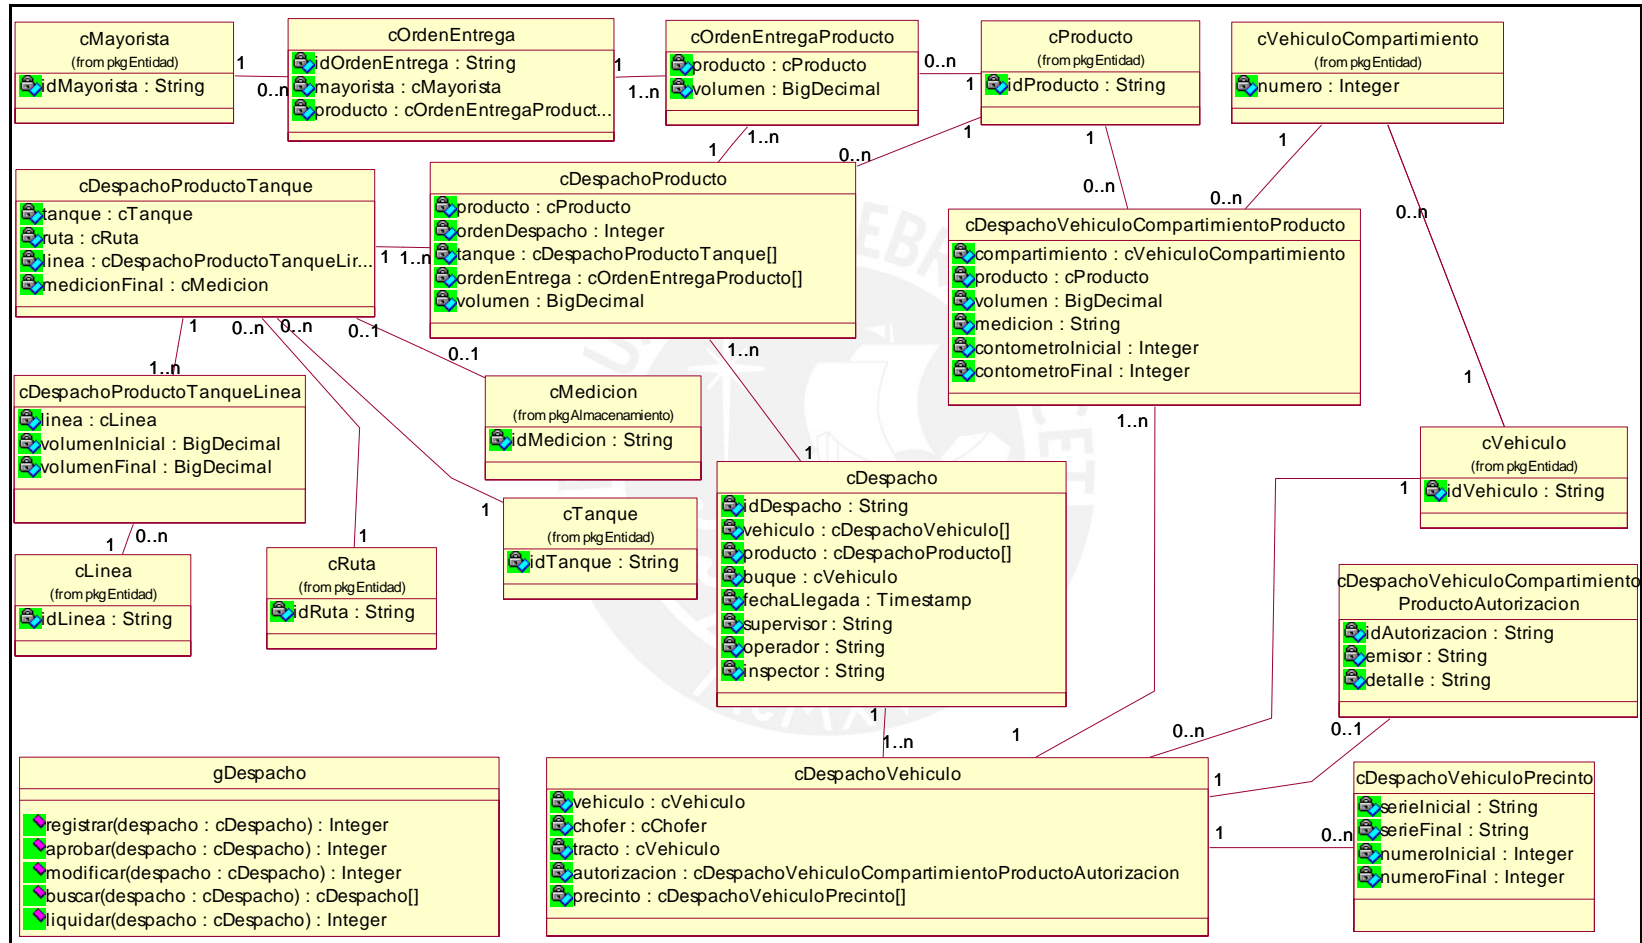 cMayorista
(from pkgEntidad)
idMayorista : String
1
0..n
cOrdenEntrega
idOrdenEntrega : String
mayorista : cMayorista
producto : cOrdenEntregaProduct...
1
1..n
cOrdenEntregaProducto
producto : cProducto
volumen : BigDecimal
0..n
1
cProducto
(from pkgEntidad)
idProducto : String
cVehiculoCompartimiento
(from pkgEntidad)
numero : Integer
1..n
1
1
0..n
1
0..n
1
0..n
0..n
1
cDespachoProductoTanque
tanque : cTanque
ruta : cRuta
linea : cDespachoProductoTanqueLir...
medicionFinal : cMedicion
1
1..n
cDespachoProducto
producto : cProducto
ordenDespacho : Integer
tanque : cDespachoProductoTanque[]
ordenEntrega : cOrdenEntregaProducto[]
volumen : BigDecimal
cDespachoVehiculoCompartimientoProducto
compartimiento : cVehiculoCompartimiento
producto : cProducto
volumen : BigDecimal
medicion : String
contometroInicial : Integer
contometroFinal : Integer
1
0..n
0..n
0..1
0..1
1..n
1..n
1
1..n
cDespachoProductoTanqueLinea
linea : cLinea
volumenInicial : BigDecimal
volumenFinal : BigDecimal
cMedicion
(from pkgAlmacenamiento)
idMedicion : String
cVehiculo
(from pkgEntidad)
idVehiculo : String
1
1
0..n
1
1
1
cTanque
(from pkgEntidad)
idTanque : String
cDespacho
idDespacho : String
vehiculo : cDespachoVehiculo[]
producto : cDespachoProducto[]
buque : cVehiculo
fechaLlegada : Timestamp
supervisor : String
operador : String
inspector : String
cLinea
(from pkgEntidad)
idLinea : String
cRuta
(from pkgEntidad)
idRuta : String
cDespachoVehiculoCompartimiento
ProductoAutorizacion
idAutorizacion : String
emisor : String
detalle : String
1
1..n
1
0..n
0..1
1
gDespacho
registrar(despacho : cDespacho) : Integer
aprobar(despacho : cDespacho) : Integer
modificar(despacho : cDespacho) : Integer
buscar(despacho : cDespacho) : cDespacho[]
liquidar(despacho : cDespacho) : Integer
cDespachoVehiculo
vehiculo : cVehiculo
chofer : cChofer
tracto : cVehiculo
autorizacion : cDespachoVehiculoCompartimientoProductoAutorizacion
precinto : cDespachoVehiculoPrecinto[]
1
0..n
cDespachoVehiculoPrecinto
serieInicial : String
serieFinal : String
numeroInicial : Integer
numeroFinal : Integer